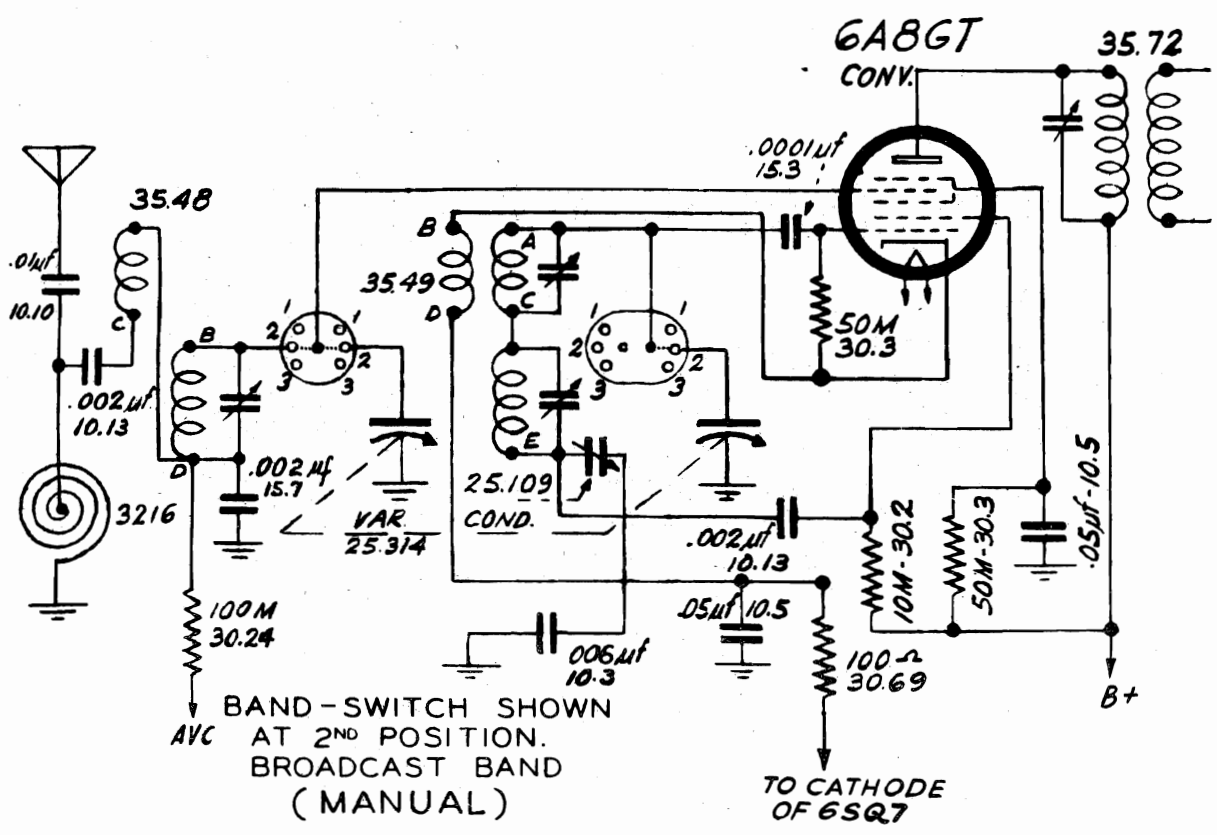 6A8GT
CONV.
35.72
.0001µf
15.3
35.48
.01µf
10.10
C
B
A
35.49
C
D
1
1
2
2
3
3
1
1
2
2
3
3
50M
30.3
B
.002µf
10.13
D
.002µf
15.7
E
25.109
COND.
VAR.
25.314
3216
.002µf
10.13
10M-30.2
50M-30.3
.05µf-10.5
100M
30.24
.05µf 10.5
.006µf
10.3
100Ω
30.69
B+
AVC
BAND-SWITCH SHOWN
AT 2ND POSITION.
BROADCAST BAND
(MANUAL)
TO CATHODE
OF 6SQ7